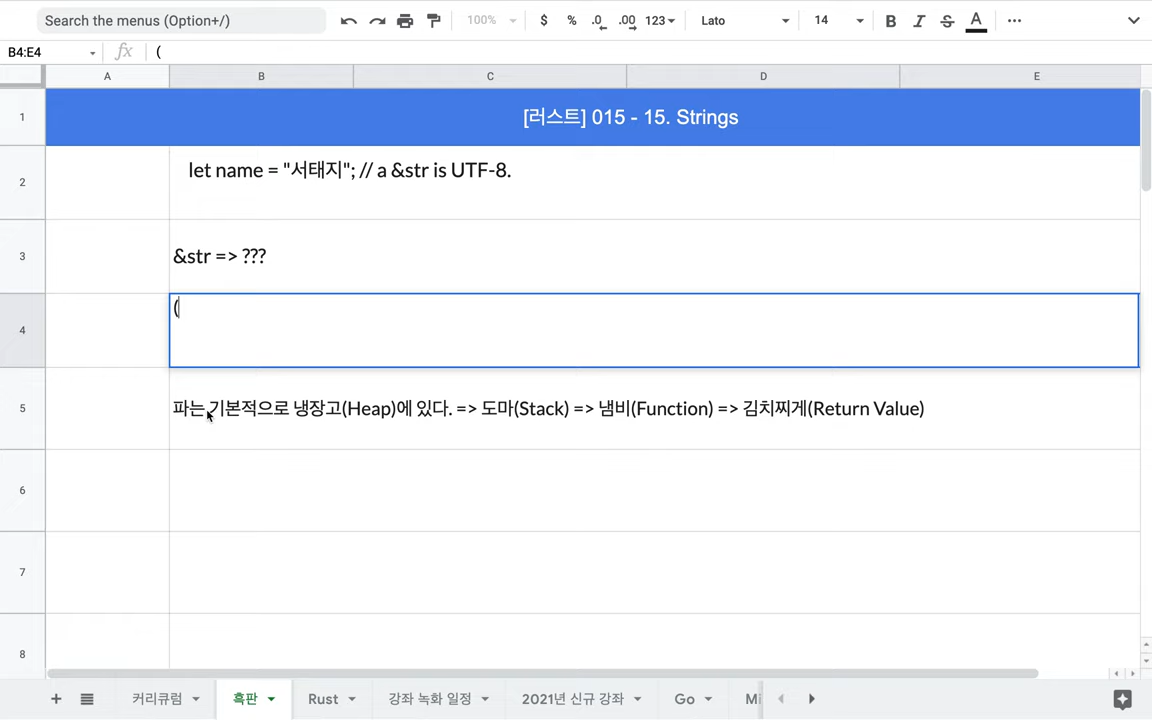 Search the menus (Option+/)
100%
$ % .0 .00 123
Lato
14
B I S A
B4:E4
fx
(
A B C D E
1
[러스트] 015 - 15. Strings
2
let name = "서태지"; // a &str is UTF-8.
3
&str => ???
4
(
5
파는 기본적으로 냉장고(Heap)에 있다. => 도마(Stack) => 냄비(Function) => 김치찌게(Return Value)
6
7
8
커리큐럼 흑판 Rust 강좌 녹화 일정 2021년 신규 강좌 Go Mi